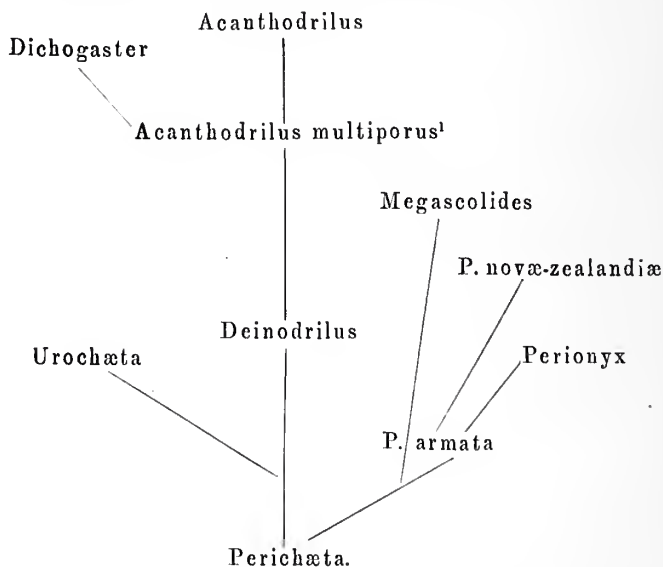 Acanthodrilus
Dichogaster
Acanthodrilus multiporus¹
Megascolides
P. novæ-zealandiæ
Deinodrilus
Urochæta
Perionyx
P. armata
Perichæta.